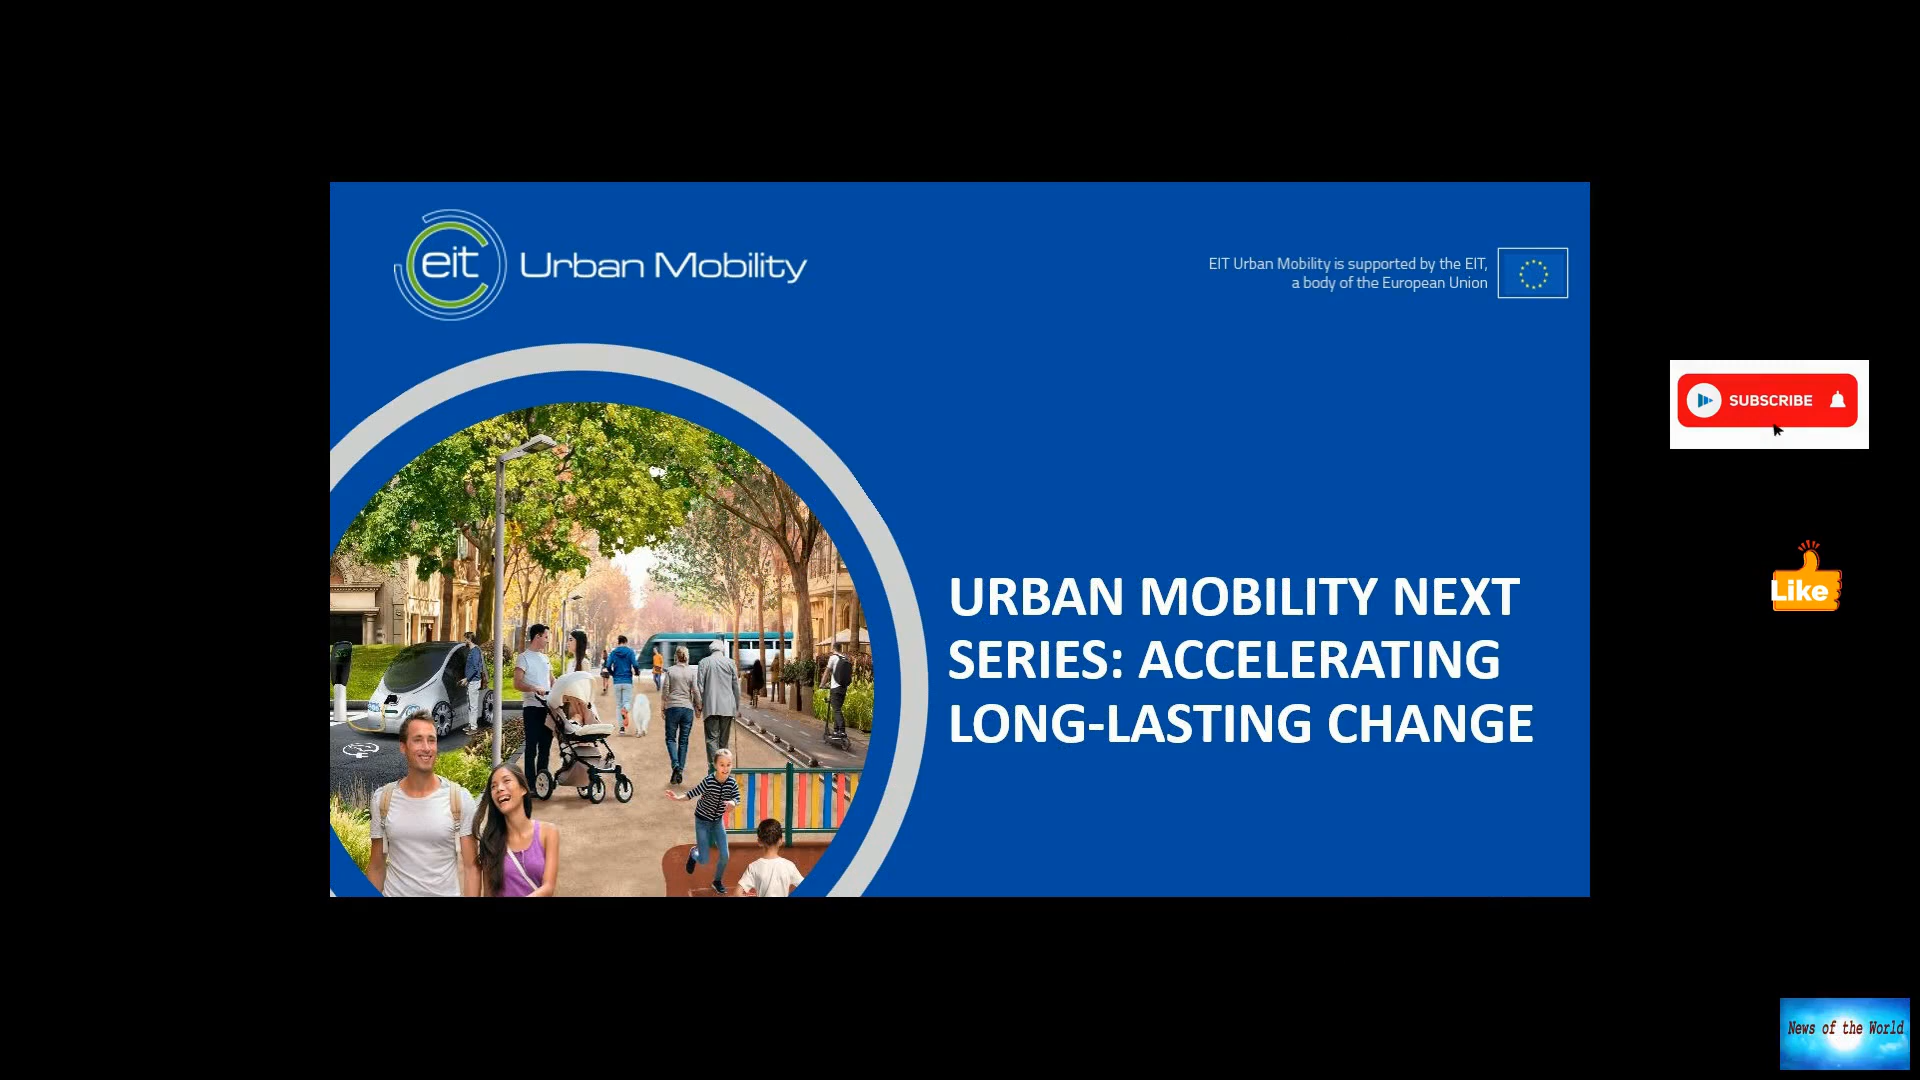 eit Urban Mobility
EIT Urban Mobility is supported by the EIT,
a body of the European Union
SUBSCRIBE
Like
URBAN MOBILITY NEXT
SERIES: ACCELERATING
LONG-LASTING CHANGE
News of the World